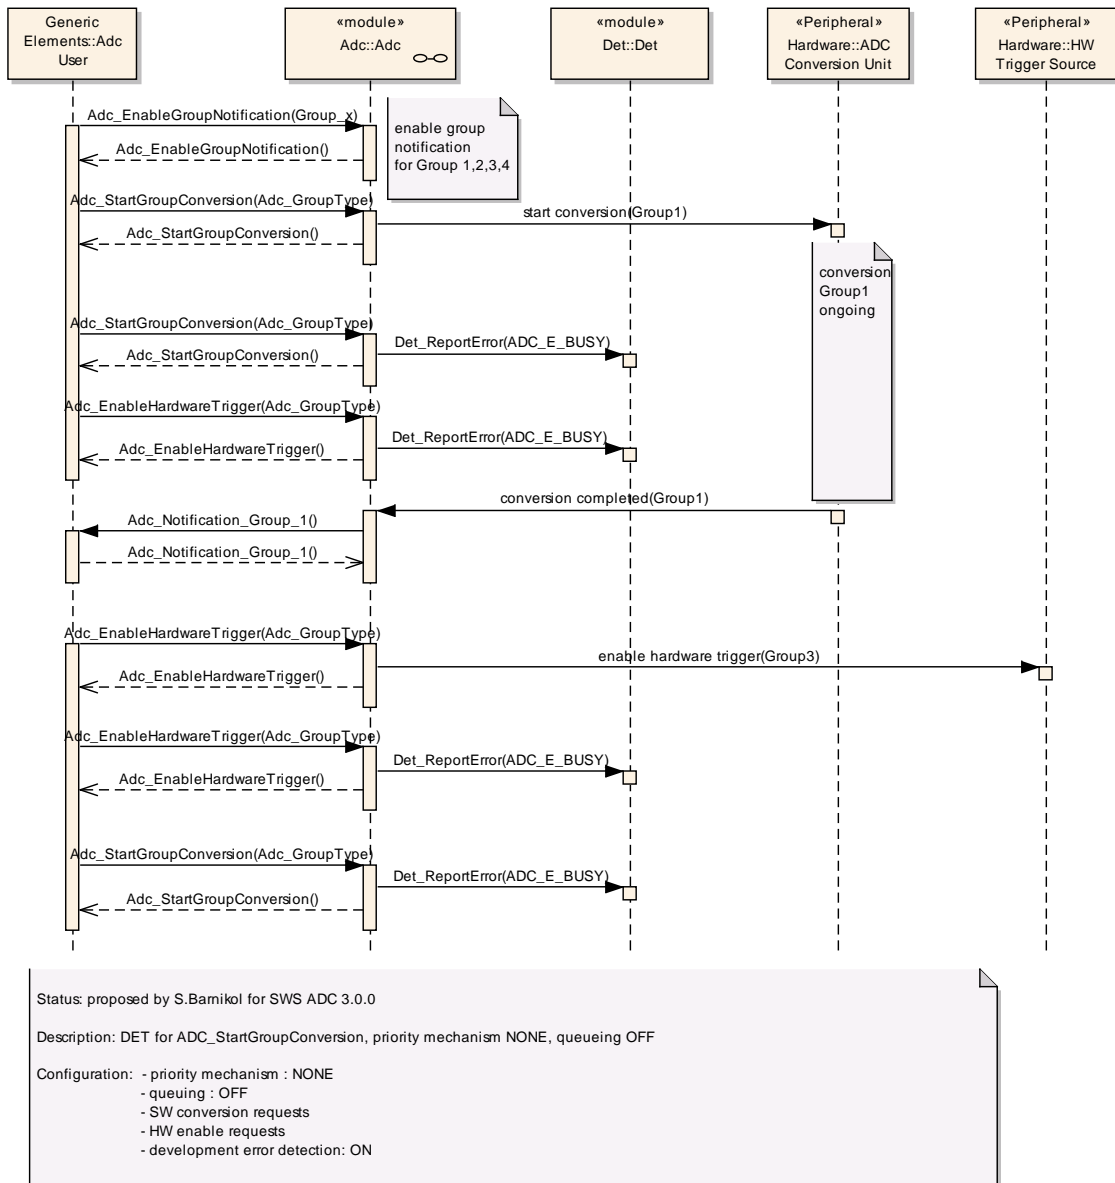 Generic
Elements::Adc
User
«module»
Adc::Adc
«module»
Det::Det
«Peripheral»
Hardware::ADC
Conversion Unit
«Peripheral»
Hardware::HW
Trigger Source
Adc_EnableGroupNotification(Group_x)
enable group
notification
for Group 1,2,3,4
Adc_EnableGroupNotification()
Adc_StartGroupConversion(Adc_GroupType)
start conversion(Group1)
Adc_StartGroupConversion()
conversion
Group1
ongoing
Adc_StartGroupConversion(Adc_GroupType)
Det_ReportError(ADC_E_BUSY)
Adc_StartGroupConversion()
Adc_EnableHardwareTrigger(Adc_GroupType)
Det_ReportError(ADC_E_BUSY)
Adc_EnableHardwareTrigger()
conversion completed(Group1)
Adc_Notification_Group_1()
Adc_Notification_Group_1()
Adc_EnableHardwareTrigger(Adc_GroupType)
enable hardware trigger(Group3)
Adc_EnableHardwareTrigger()
Adc_EnableHardwareTrigger(Adc_GroupType)
Det_ReportError(ADC_E_BUSY)
Adc_EnableHardwareTrigger()
Adc_StartGroupConversion(Adc_GroupType)
Det_ReportError(ADC_E_BUSY)
Adc_StartGroupConversion()
Status: proposed by S.Barnikol for SWS ADC 3.0.0
Description: DET for ADC_StartGroupConversion, priority mechanism NONE, queueing OFF
Configuration: - priority mechanism : NONE
- queuing : OFF
- SW conversion requests
- HW enable requests
- development error detection: ON